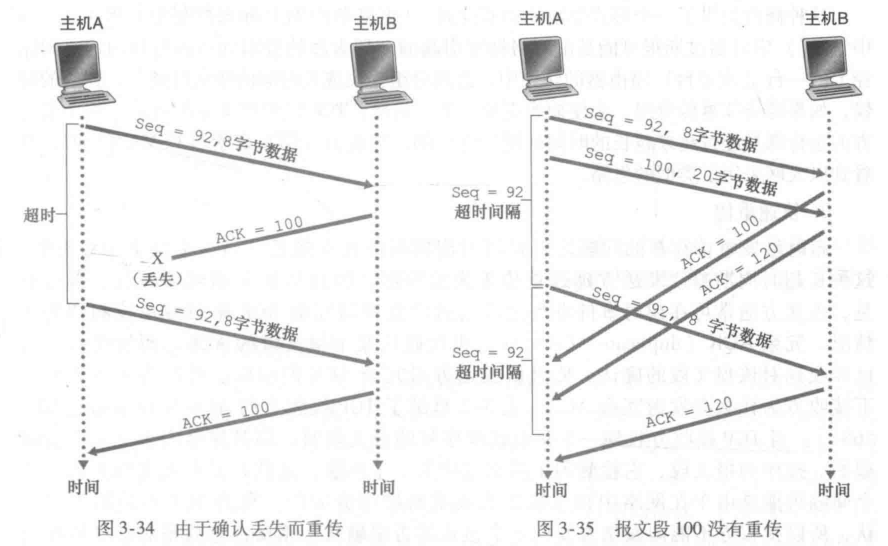 主机A
主机B
Seq = 92,8字节数据
超时
ACK = 100
X
(丢失)
Seq = 92,8字节数据
ACK = 100
时间
时间
图 3-34 由于确认丢失而重传
主机A
主机B
Seq = 92, 8字节数据
Seq = 100, 20字节数据
Seq = 92
超时间隔
ACK = 100
ACK = 120
Seq = 92,8 字节数据
Seq = 92
超时间隔
ACK = 120
时间
时间
图 3-35 报文段 100 没有重传